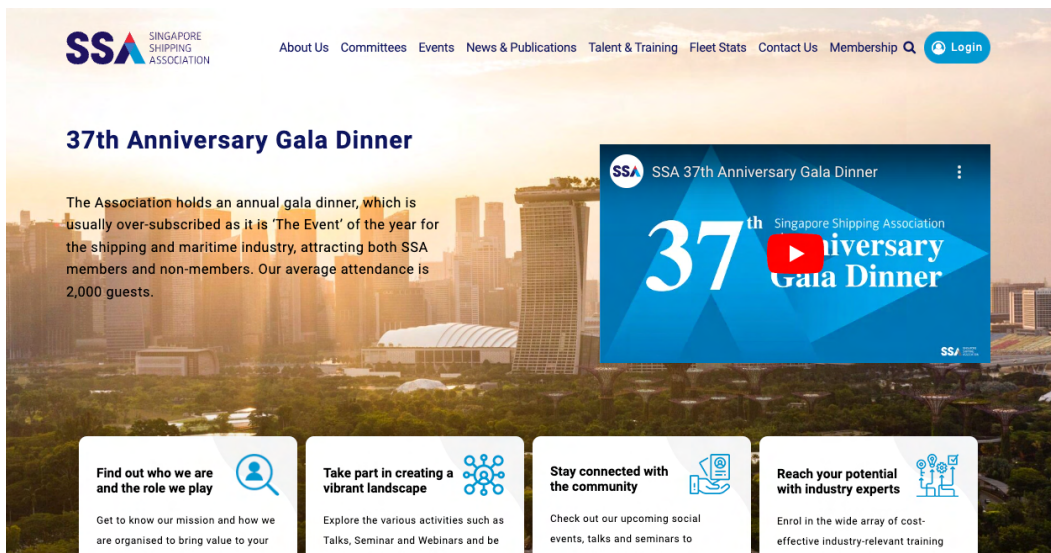 SSA SINGAPORE
SHIPPING
ASSOCIATION
About Us Committees Events News & Publications Talent & Training Fleet Stats Contact Us Membership Login
37th Anniversary Gala Dinner
The Association holds an annual gala dinner, which is
usually over-subscribed as it is ‘The Event’ of the year for
the shipping and maritime industry, attracting both SSA
members and non-members. Our average attendance is
2,000 guests.
SSA SSA 37th Anniversary Gala Dinner
37th Singapore Shipping Association
Anniversary
Gala Dinner
SSA
Find out who we are
and the role we play
Get to know our mission and how we
are organised to bring value to your
Take part in creating a
vibrant landscape
Explore the various activities such as
Talks, Seminar and Webinars and be
Stay connected with
the community
Check out our upcoming social
events, talks and seminars to
Reach your potential
with industry experts
Enrol in the wide array of cost-
effective industry-relevant training